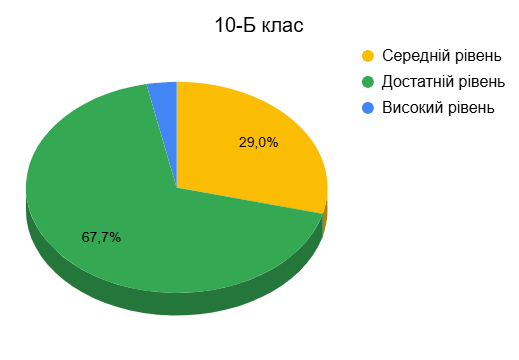 10-Б клас
Середній рівень
Достатній рівень
Високий рівень
29,0%
67,7%